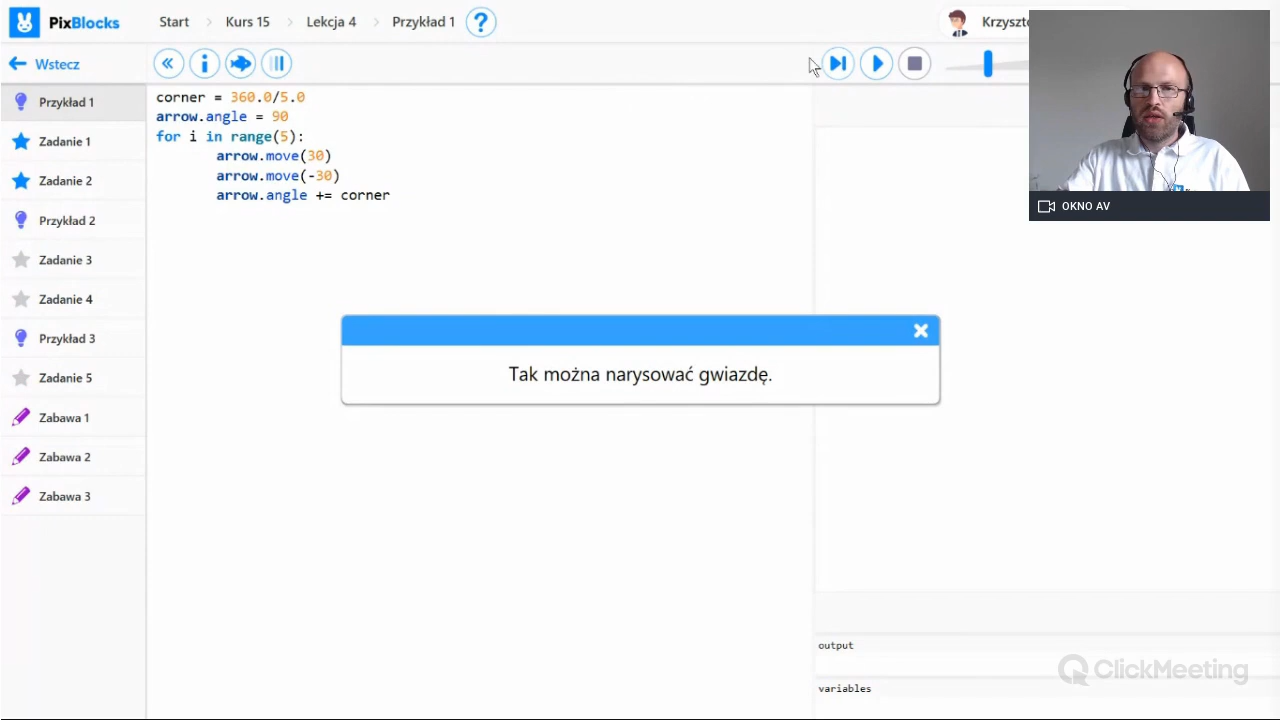 PixBlocks
Start
Kurs 15
Lekcja 4
Przykład 1
?
Krzyszto
Wstecz
Przykład 1
Zadanie 1
Zadanie 2
Przykład 2
Zadanie 3
Zadanie 4
Przykład 3
Zadanie 5
Zabawa 1
Zabawa 2
Zabawa 3
corner = 360.0/5.0
arrow.angle = 90
for i in range(5):
arrow.move(30)
arrow.move(-30)
arrow.angle += corner
Tak można narysować gwiazdę.
OKNO AV
output
variables
ClickMeeting